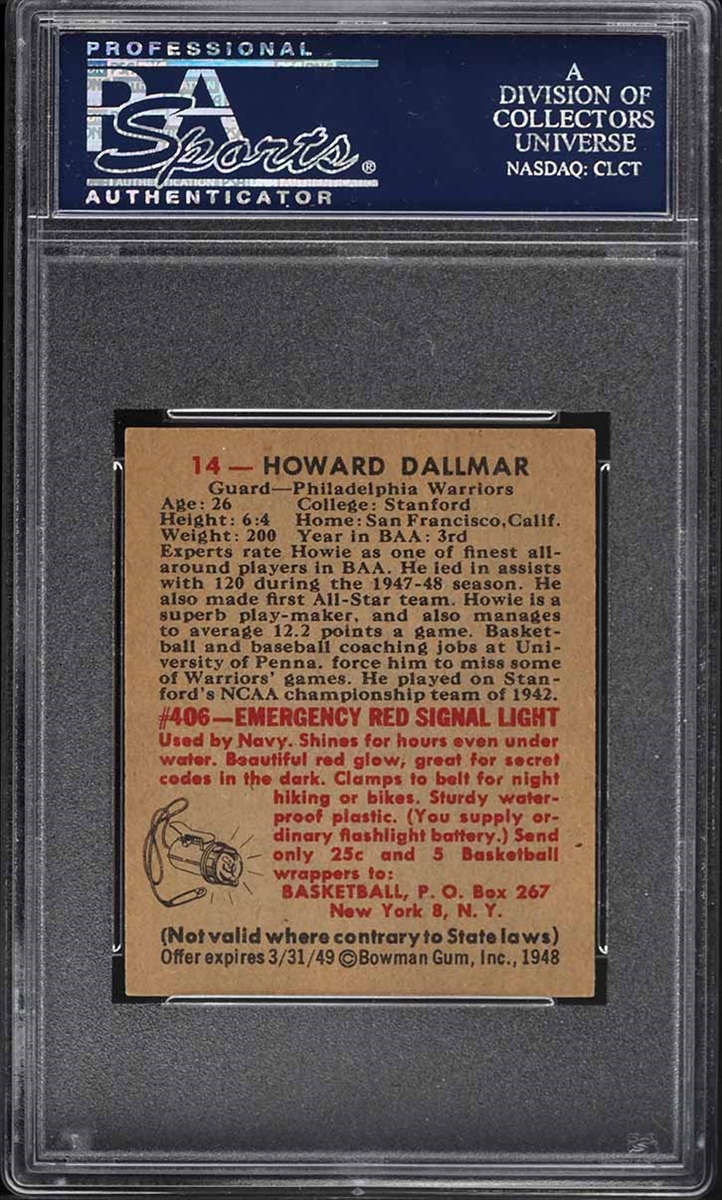 PROFESSIONAL
PSA
Sports®
AUTHENTICATOR
A
DIVISION OF
COLLECTORS
UNIVERSE
NASDAQ: CLCT
14 — HOWARD DALLMAR
Guard—Philadelphia Warriors
Age: 26 College: Stanford
Height: 6:4 Home: San Francisco, Calif.
Weight: 200 Year in BAA: 3rd
Experts rate Howie as one of finest all-
around players in BAA. He led in assists
with 120 during the 1947-48 season. He
also made first All-Star team. Howie is a
superb play-maker, and also manages
to average 12.2 points a game. Basket-
ball and baseball coaching jobs at Uni-
versity of Penna. force him to miss some
of Warriors' games. He played on Stan-
ford's NCAA championship team of 1942.
#406—EMERGENCY RED SIGNAL LIGHT
Used by Navy. Shines for hours even under
water. Beautiful red glow, great for secret
codes in the dark. Clamps to belt for night
hiking or bikes. Sturdy water-
proof plastic. (You supply or-
dinary flashlight battery.) Send
only 25c and 5 Basketball
wrappers to:
BASKETBALL, P. O. Box 267
New York 8, N. Y.
(Not valid where contrary to State laws)
Offer expires 3/31/49 ©Bowman Gum, Inc., 1948